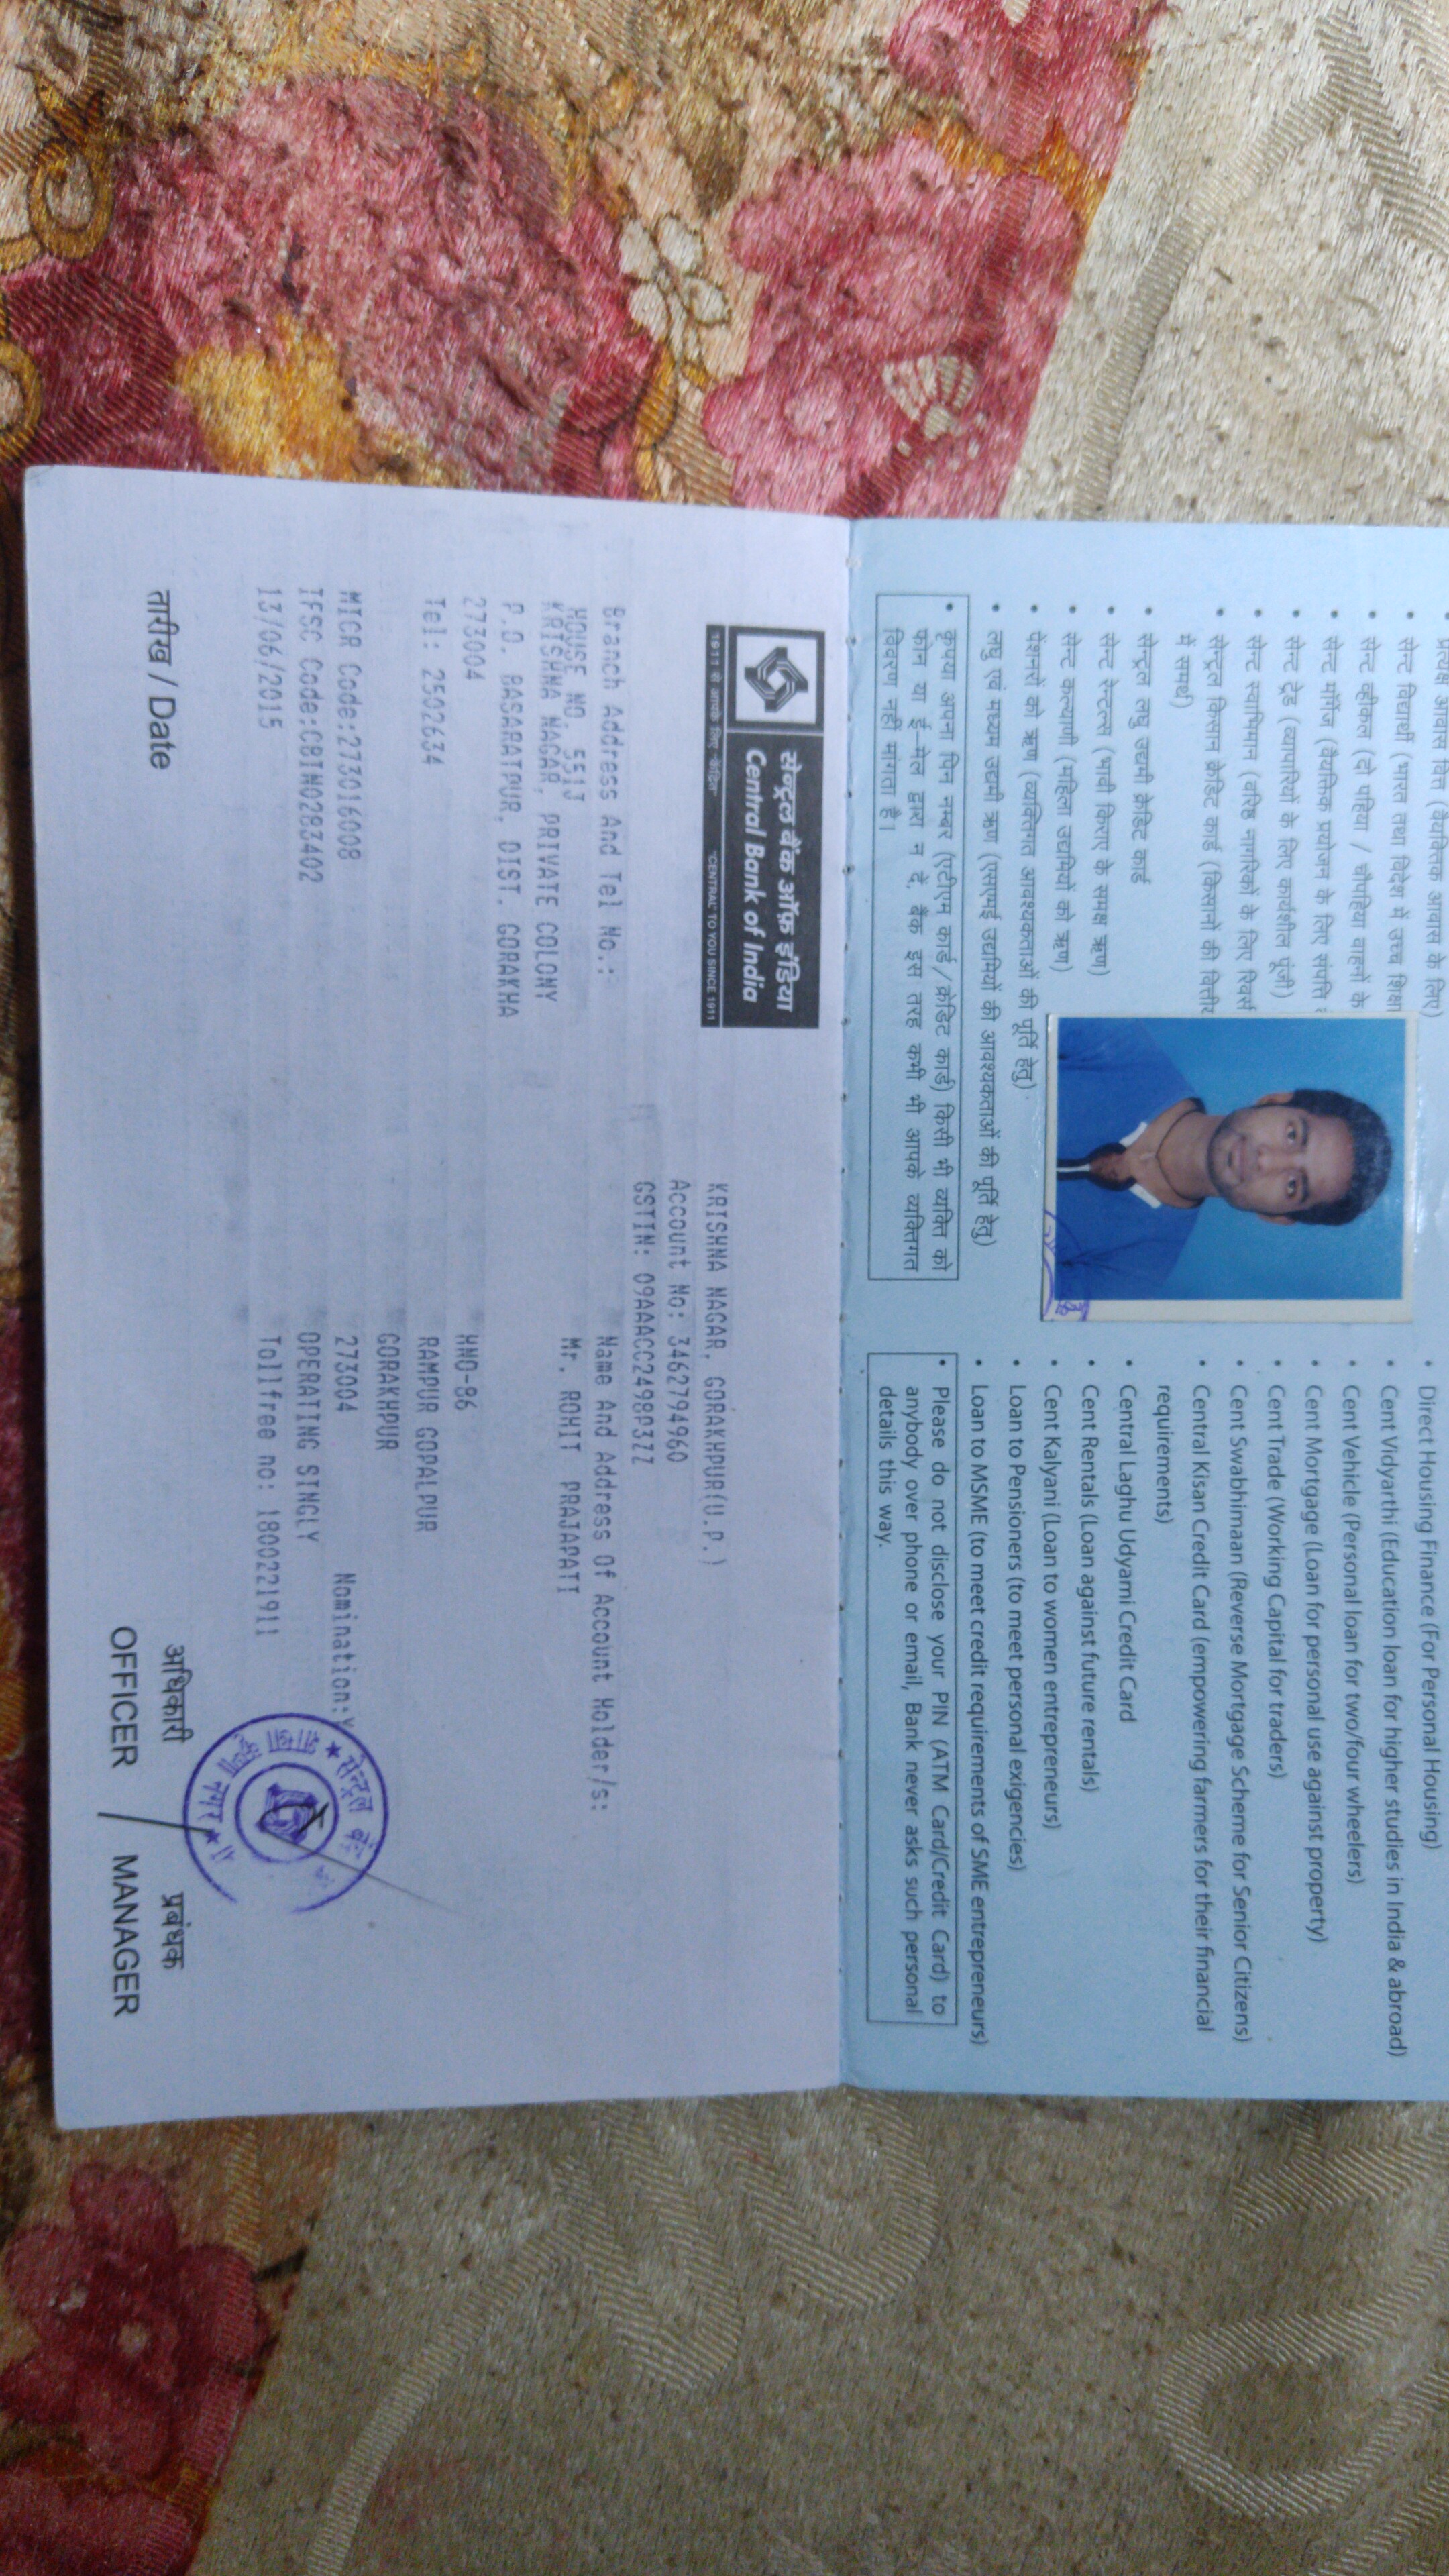 प्रत्यक्ष आवास वित्त (वैयक्तिक आवास के लिए)
• सेन्ट विद्यार्थी (भारत तथा विदेश में उच्च शिक्षा
• सेन्ट व्हीकल (दो पहिया / चौपहिया वाहनों के
• सेन्ट मॉर्गेज (वैयक्तिक प्रयोजन के लिए संपत्ति
• सेन्ट ट्रेड (व्यापारियों के लिए कार्यशील पूंजी)
• सेन्ट स्वाभिमान (वरिष्ठ नागरिकों के लिए रिवर्स
• सेन्ट्रल किसान क्रेडिट कार्ड (किसानों की वित्तीय
में समर्थ)
• सेन्ट्रल लघु उद्यमी क्रेडिट कार्ड
• सेन्ट रेन्टल्स (भावी किराए के समक्ष ऋण)
• सेन्ट कल्याणी (महिला उद्यमियों को ऋण)
• पेंशनरों को ऋण (व्यक्तिगत आवश्यकताओं की पूर्ति हेतु)
• लघु एवं मध्यम उद्यमी ऋण (एसएमई उद्यमियों की आवश्यकताओं की पूर्ति हेतु)
• कृपया अपना पिन नम्बर (एटीएम कार्ड/क्रेडिट कार्ड) किसी भी व्यक्ति को
फोन या ई-मेल द्वारा न दें, बैंक इस तरह कभी भी आपके व्यक्तिगत
विवरण नहीं मांगता है।
• Direct Housing Finance (For Personal Housing)
• Cent Vidyarthi (Education loan for higher studies in India & abroad)
• Cent Vehicle (Personal loan for two/four wheelers)
• Cent Mortgage (Loan for personal use against property)
• Cent Trade (Working Capital for traders)
• Cent Swabhimaan (Reverse Mortgage Scheme for Senior Citizens)
• Central Kisan Credit Card (empowering farmers for their financial
requirements)
• Central Laghu Udyami Credit Card
• Cent Rentals (Loan against future rentals)
• Cent Kalyani (Loan to women entrepreneurs)
• Loan to Pensioners (to meet personal exigencies)
• Loan to MSME (to meet credit requirements of SME entrepreneurs)
• Please do not disclose your PIN (ATM Card/Credit Card) to
anybody over phone or email, Bank never asks such personal
details this way.
सेन्ट्रल बैंक ऑफ़ इंडिया
Central Bank of India
1911 से आपके लिए "केंद्रित" "CENTRAL" TO YOU SINCE 1911
KRISHNA NAGAR, GORAKHPUR(U.P.)
Account No: 3462794960
GSTIN: 09AAACC2498P3ZZ
Branch Address And Tel No.:
Name And Address Of Account Holder/s:
HOUSE NO. 551J
Mr. ROHIT PRAJAPATI
KRISHNA NAGAR, PRIVATE COLONY
P.O. BASARATPUR, DIST. GORAKHA
273004
HNO-86
Tel: 2502634
RAMPUR GOPALPUR
GORAKHPUR
MICR Code:273016008
273004
Nomination:Y
IFSC Code:CBIN0283402
OPERATING SINGLY
13/06/2015
Tollfree no: 1800221911
सेन्ट्रल बैंक
तारीख / Date
अधिकारी प्रबंधक
OFFICER / MANAGER